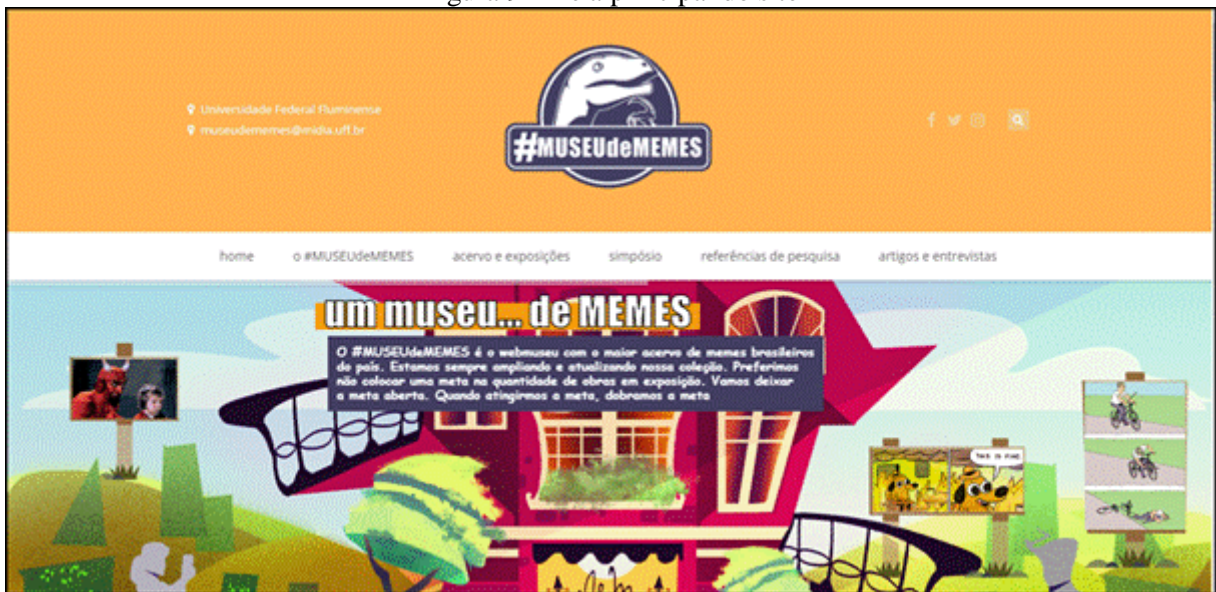 Universidade Federal Fluminense
museudememes@midia.uff.br
#MUSEUdeMEMES
home o #MUSEUdeMEMES acervo e exposições simpósio referências de pesquisa artigos e entrevistas
um museu... de MEMES
O #MUSEUdeMEMES é o webmuseu com o maior acervo de memes brasileiros
do país. Estamos sempre ampliando e atualizando nossa coleção. Preferimos
não colocar uma meta na quantidade de obras em exposição. Vamos deixar
a meta aberta. Quando atingirmos a meta, dobramos a meta
THIS IS FINE.